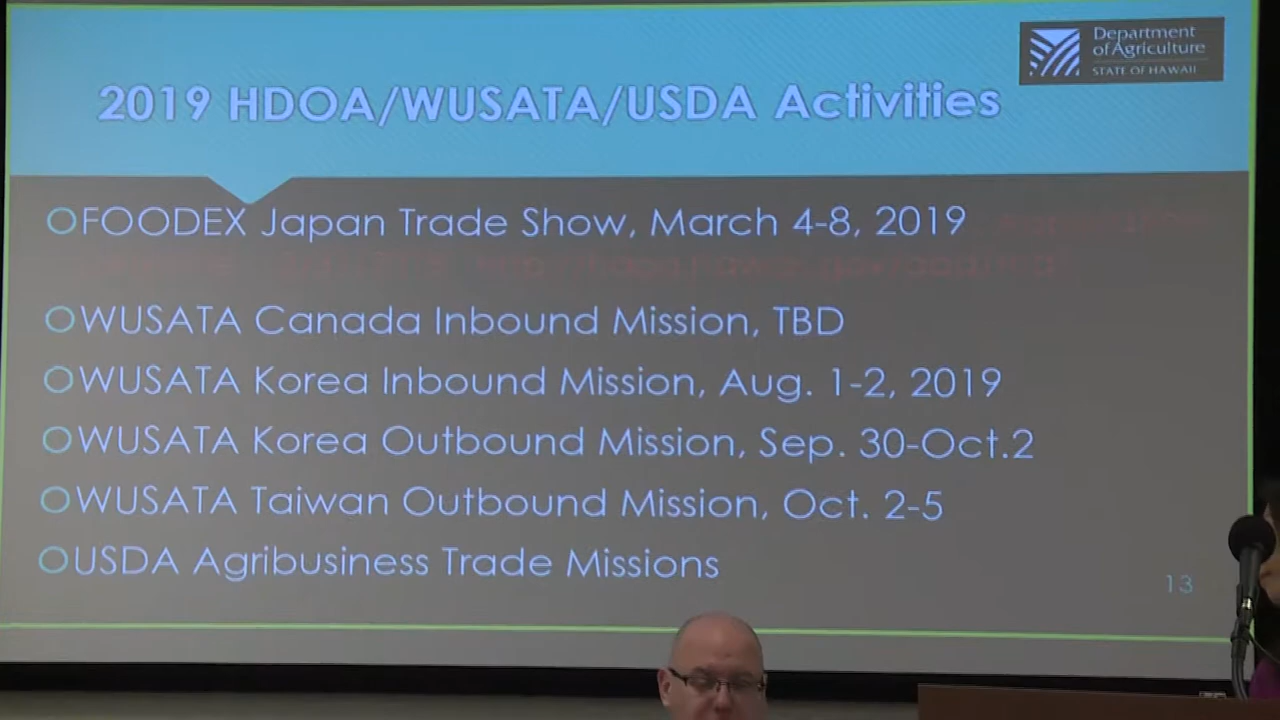 Department
of Agriculture
STATE OF HAWAII
2019 HDOA/WUSATA/USDA Activities
FOODEX Japan Trade Show, March 4-8, 2019
WUSATA Canada Inbound Mission, TBD
WUSATA Korea Inbound Mission, Aug. 1-2, 2019
WUSATA Korea Outbound Mission, Sep. 30-Oct.2
WUSATA Taiwan Outbound Mission, Oct. 2-5
USDA Agribusiness Trade Missions
13